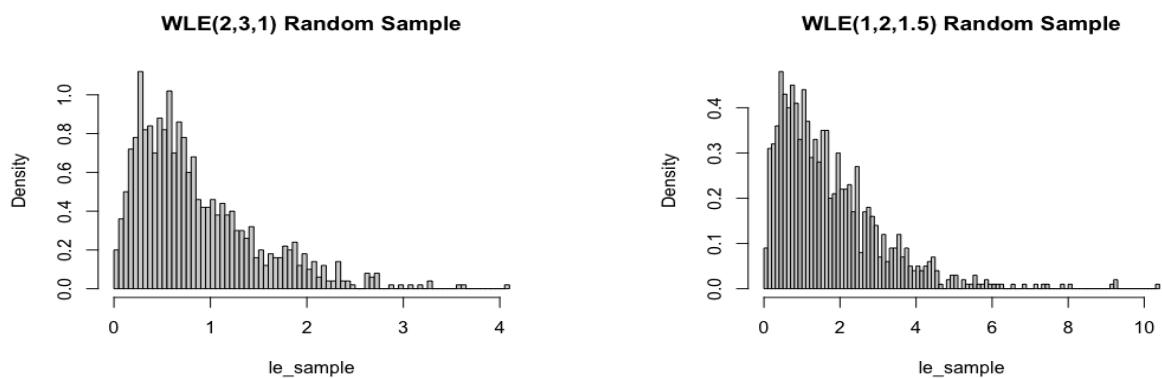 WLE(2,3,1) Random Sample
Density
0.0 0.2 0.4 0.6 0.8 1.0
0 1 2 3 4
le_sample
WLE(1,2,1.5) Random Sample
Density
0.0 0.1 0.2 0.3 0.4
0 2 4 6 8 10
le_sample